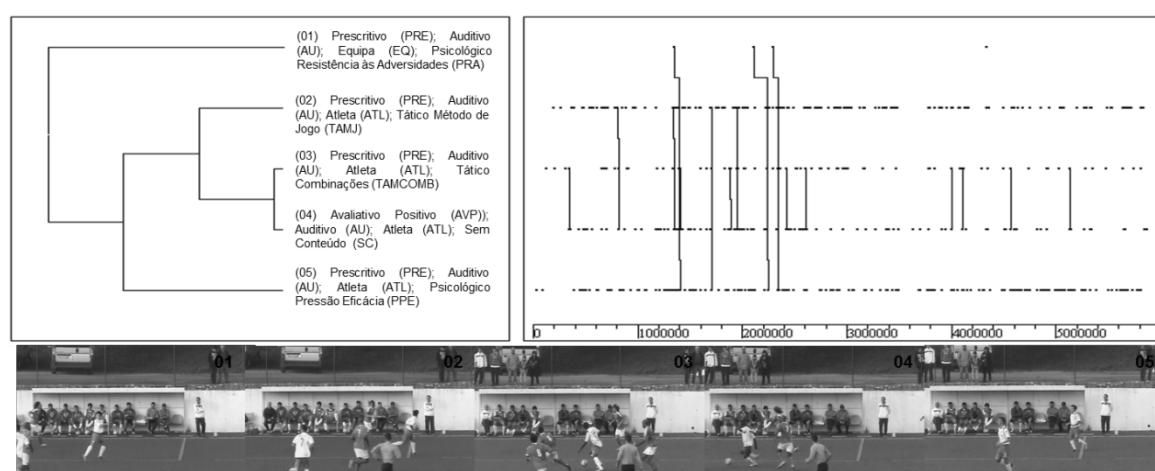 (01) Prescritivo (PRE); Auditivo
(AU); Equipa (EQ); Psicológico
Resistência às Adversidades (PRA)
(02) Prescritivo (PRE); Auditivo
(AU); Atleta (ATL); Tático Método de
Jogo (TAMJ)
(03) Prescritivo (PRE); Auditivo
(AU); Atleta (ATL); Tático
Combinações (TAMCOMB)
(04) Avaliativo Positivo (AVP));
Auditivo (AU); Atleta (ATL); Sem
Conteúdo (SC)
(05) Prescritivo (PRE); Auditivo
(AU); Atleta (ATL); Psicológico
Pressão Eficácia (PPE)
0 1000000 2000000 3000000 4000000 5000000
01 02 03 04 05